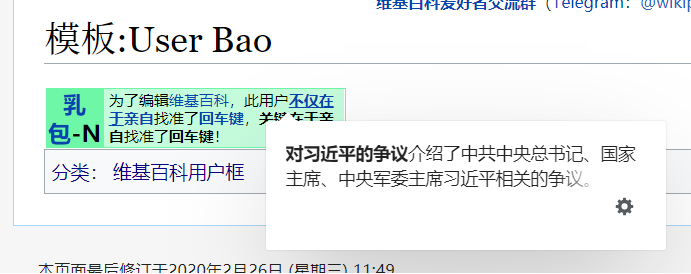 维基百科爱好者交流群（Telegram：@wikip
模板:User Bao
乳
包-N
为了编辑维基百科，此用户不仅在
于亲自找准了回车键，关键在于亲
自找准了回车键！
对习近平的争议介绍了中共中央总书记、国家
主席、中央军委主席习近平相关的争议。
分类： 维基百科用户框
本页面最后修订于2020年2月26日 (星期三) 11:49